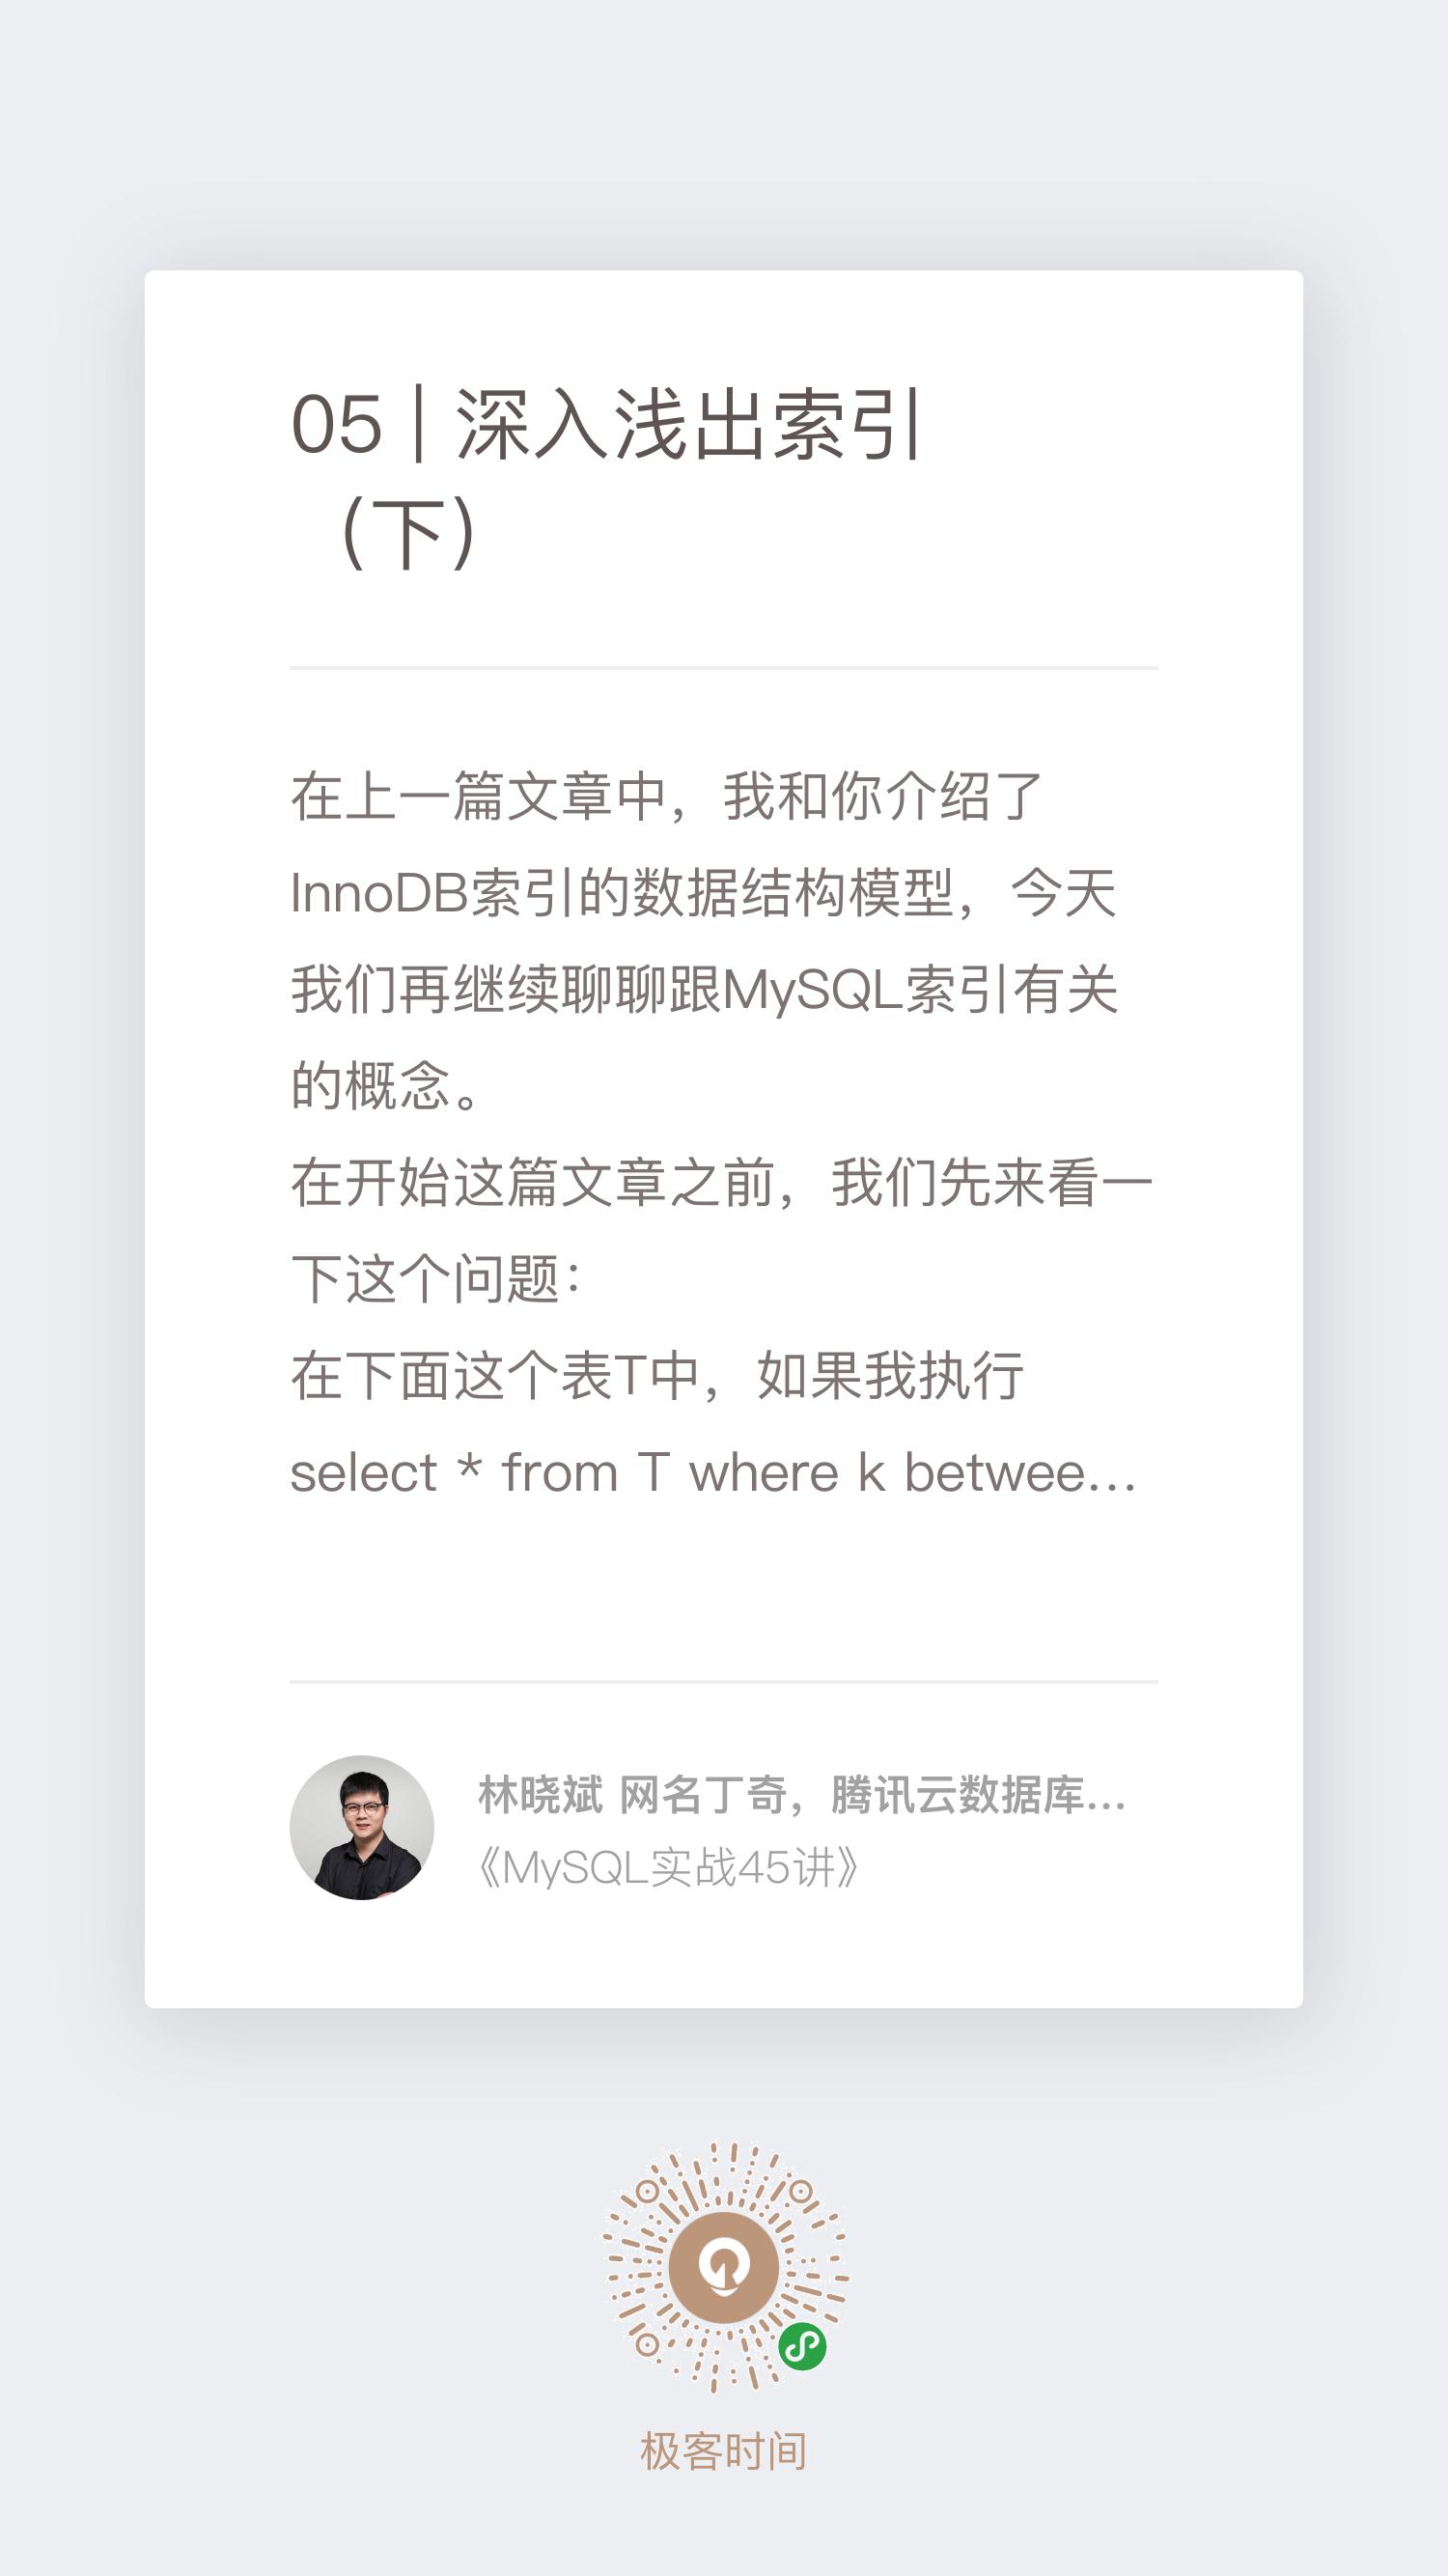 05 | 深入浅出索引
（下）
在上一篇文章中，我和你介绍了
InnoDB索引的数据结构模型，今天
我们再继续聊聊跟MySQL索引有关
的概念。
在开始这篇文章之前，我们先来看一
下这个问题：
在下面这个表T中，如果我执行
select * from T where k betwee...
林晓斌 网名丁奇，腾讯云数据库...
《MySQL实战45讲》
极客时间